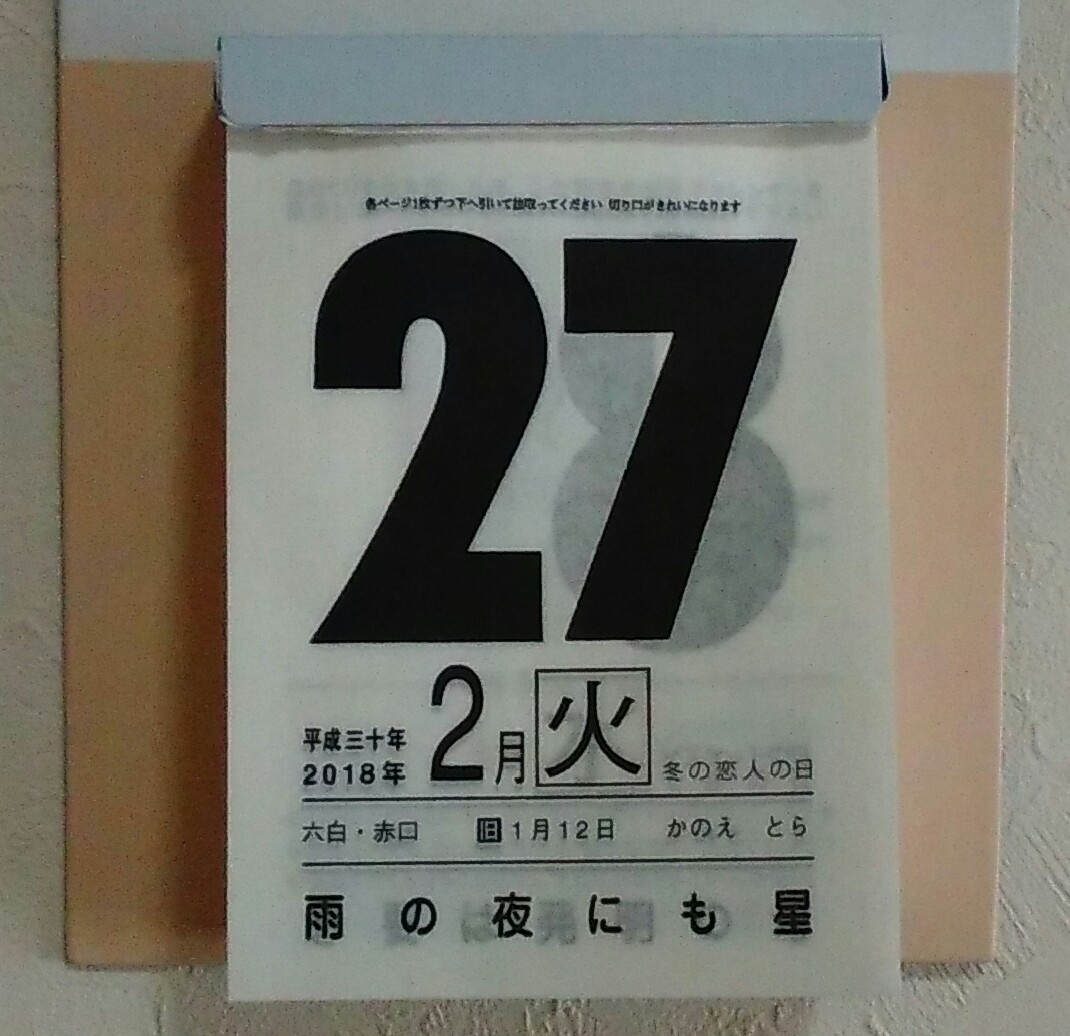 各ページ1枚ずつ下へ引いて切取ってください 切り口がきれいになります
27
平成三十年
2018年
2月 火 冬の恋人の日
六白・赤口 旧1月12日 かのえ とら
雨の夜にも星